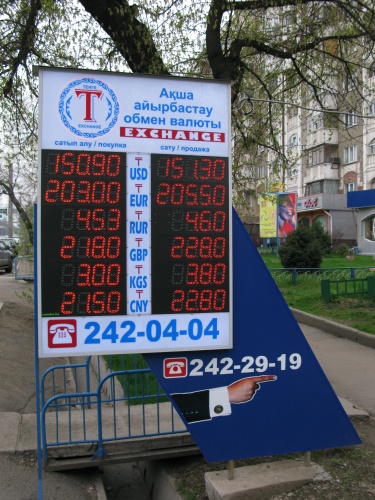 T
EXCHANGE
Ақша
айырбастау
обмен валюты
EXCHANGE
сатып алу / покупка
сату / продажа
150.90 USD 151.30
203.00 EUR 205.50
4.53 RUR 4.60
218.0 GBP 228.0
3.00 KGS 3.80
21.50 CNY 22.80
242-04-04
242-29-19